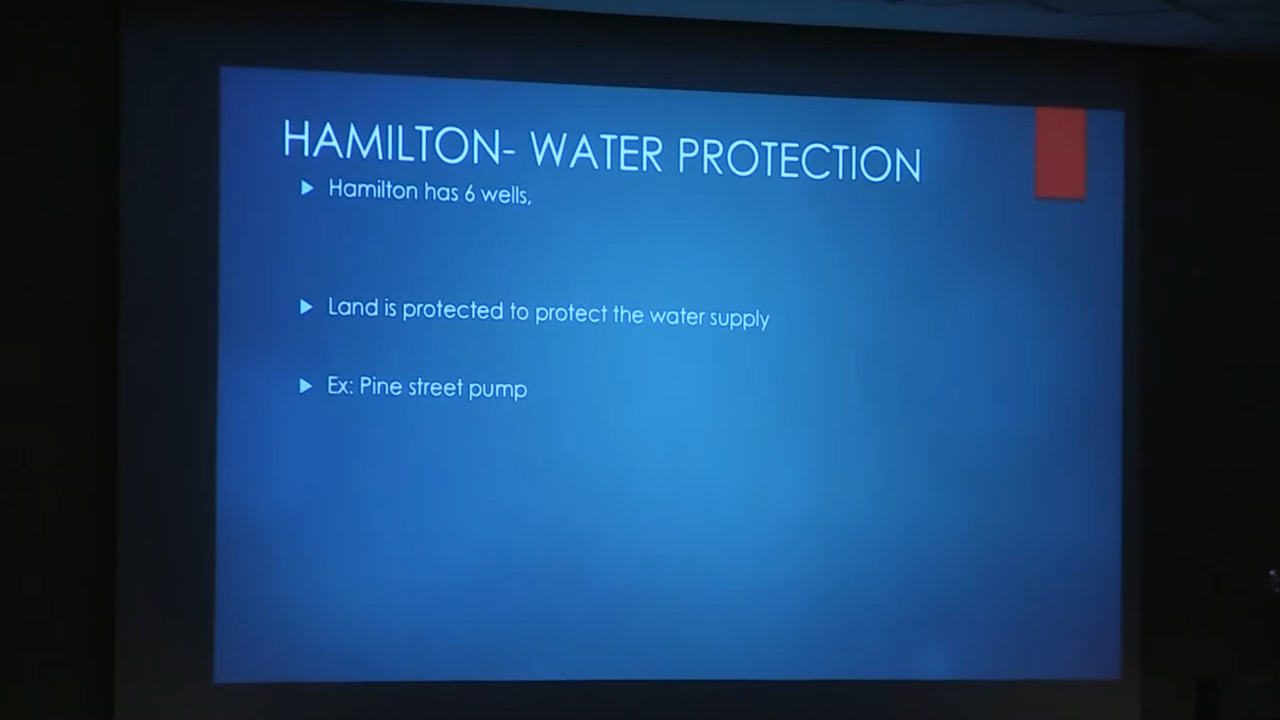 HAMILTON- WATER PROTECTION
Hamilton has 6 wells,
Land is protected to protect the water supply
Ex: Pine street pump